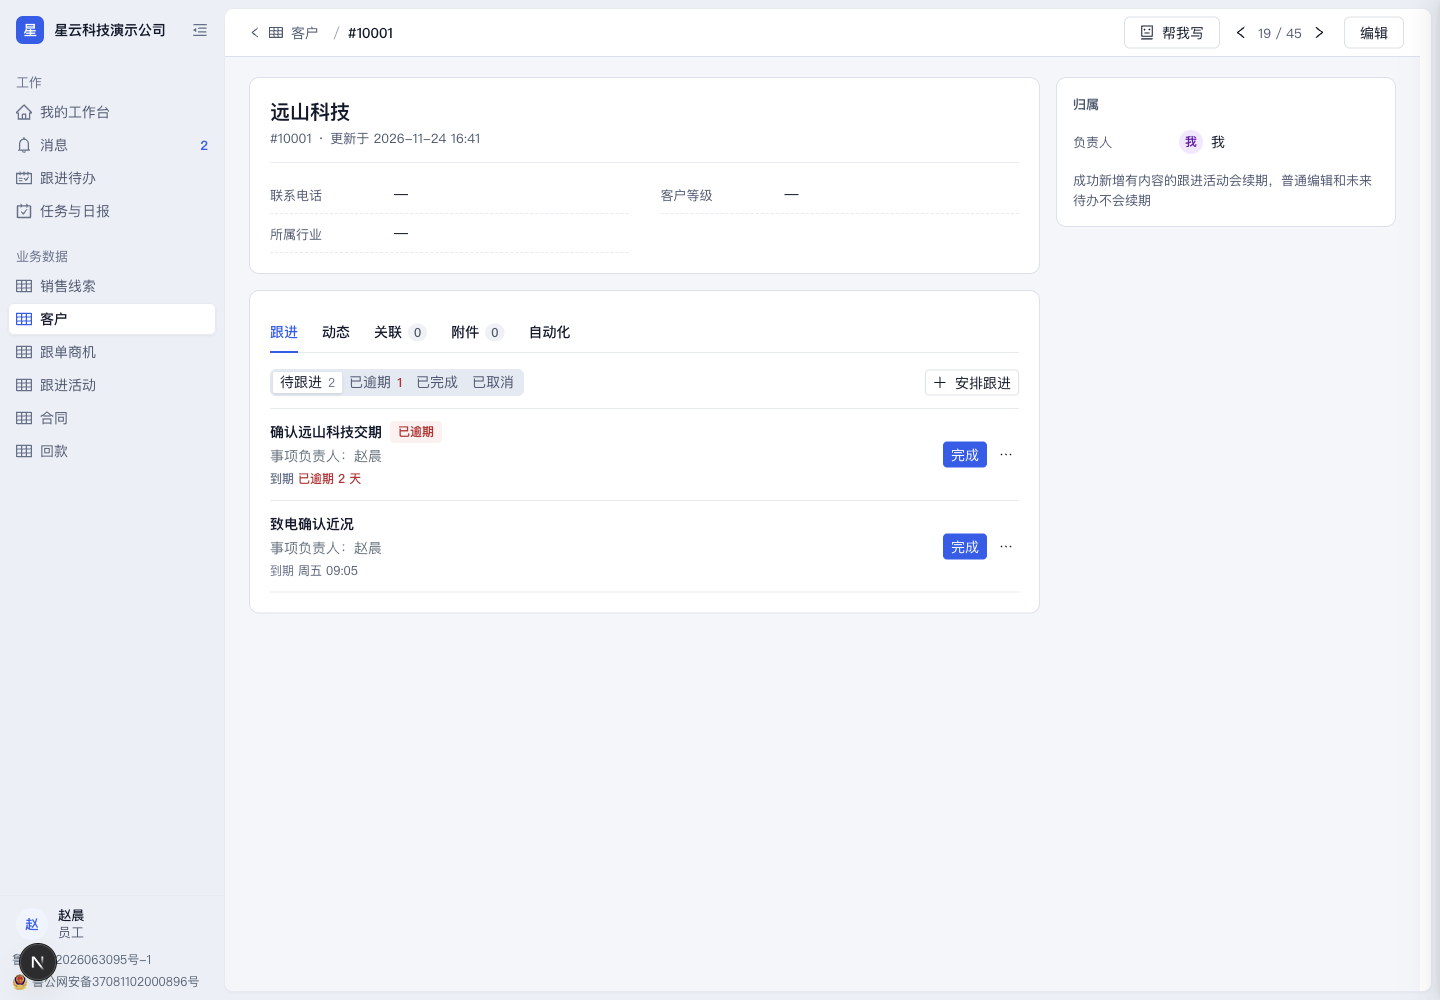 星 星云科技演示公司
工作
我的工作台
消息 2
跟进待办
任务与日报
业务数据
销售线索
客户
跟单商机
跟进活动
合同
回款
赵 赵晨
员工
2026063095号-1
公网安备37081102000896号
客户 / #10001
帮我写
19 / 45
编辑
远山科技
#10001 · 更新于 2026-11-24 16:41
联系电话 —
客户等级 —
所属行业 —
跟进 动态 关联 0 附件 0 自动化
待跟进 2 已逾期 1 已完成 已取消
安排跟进
确认远山科技交期 已逾期
事项负责人：赵晨
到期 已逾期 2 天
完成 ···
致电确认近况
事项负责人：赵晨
到期 周五 09:05
完成 ···
归属
负责人 我 我
成功新增有内容的跟进活动会续期，普通编辑和未来
待办不会续期